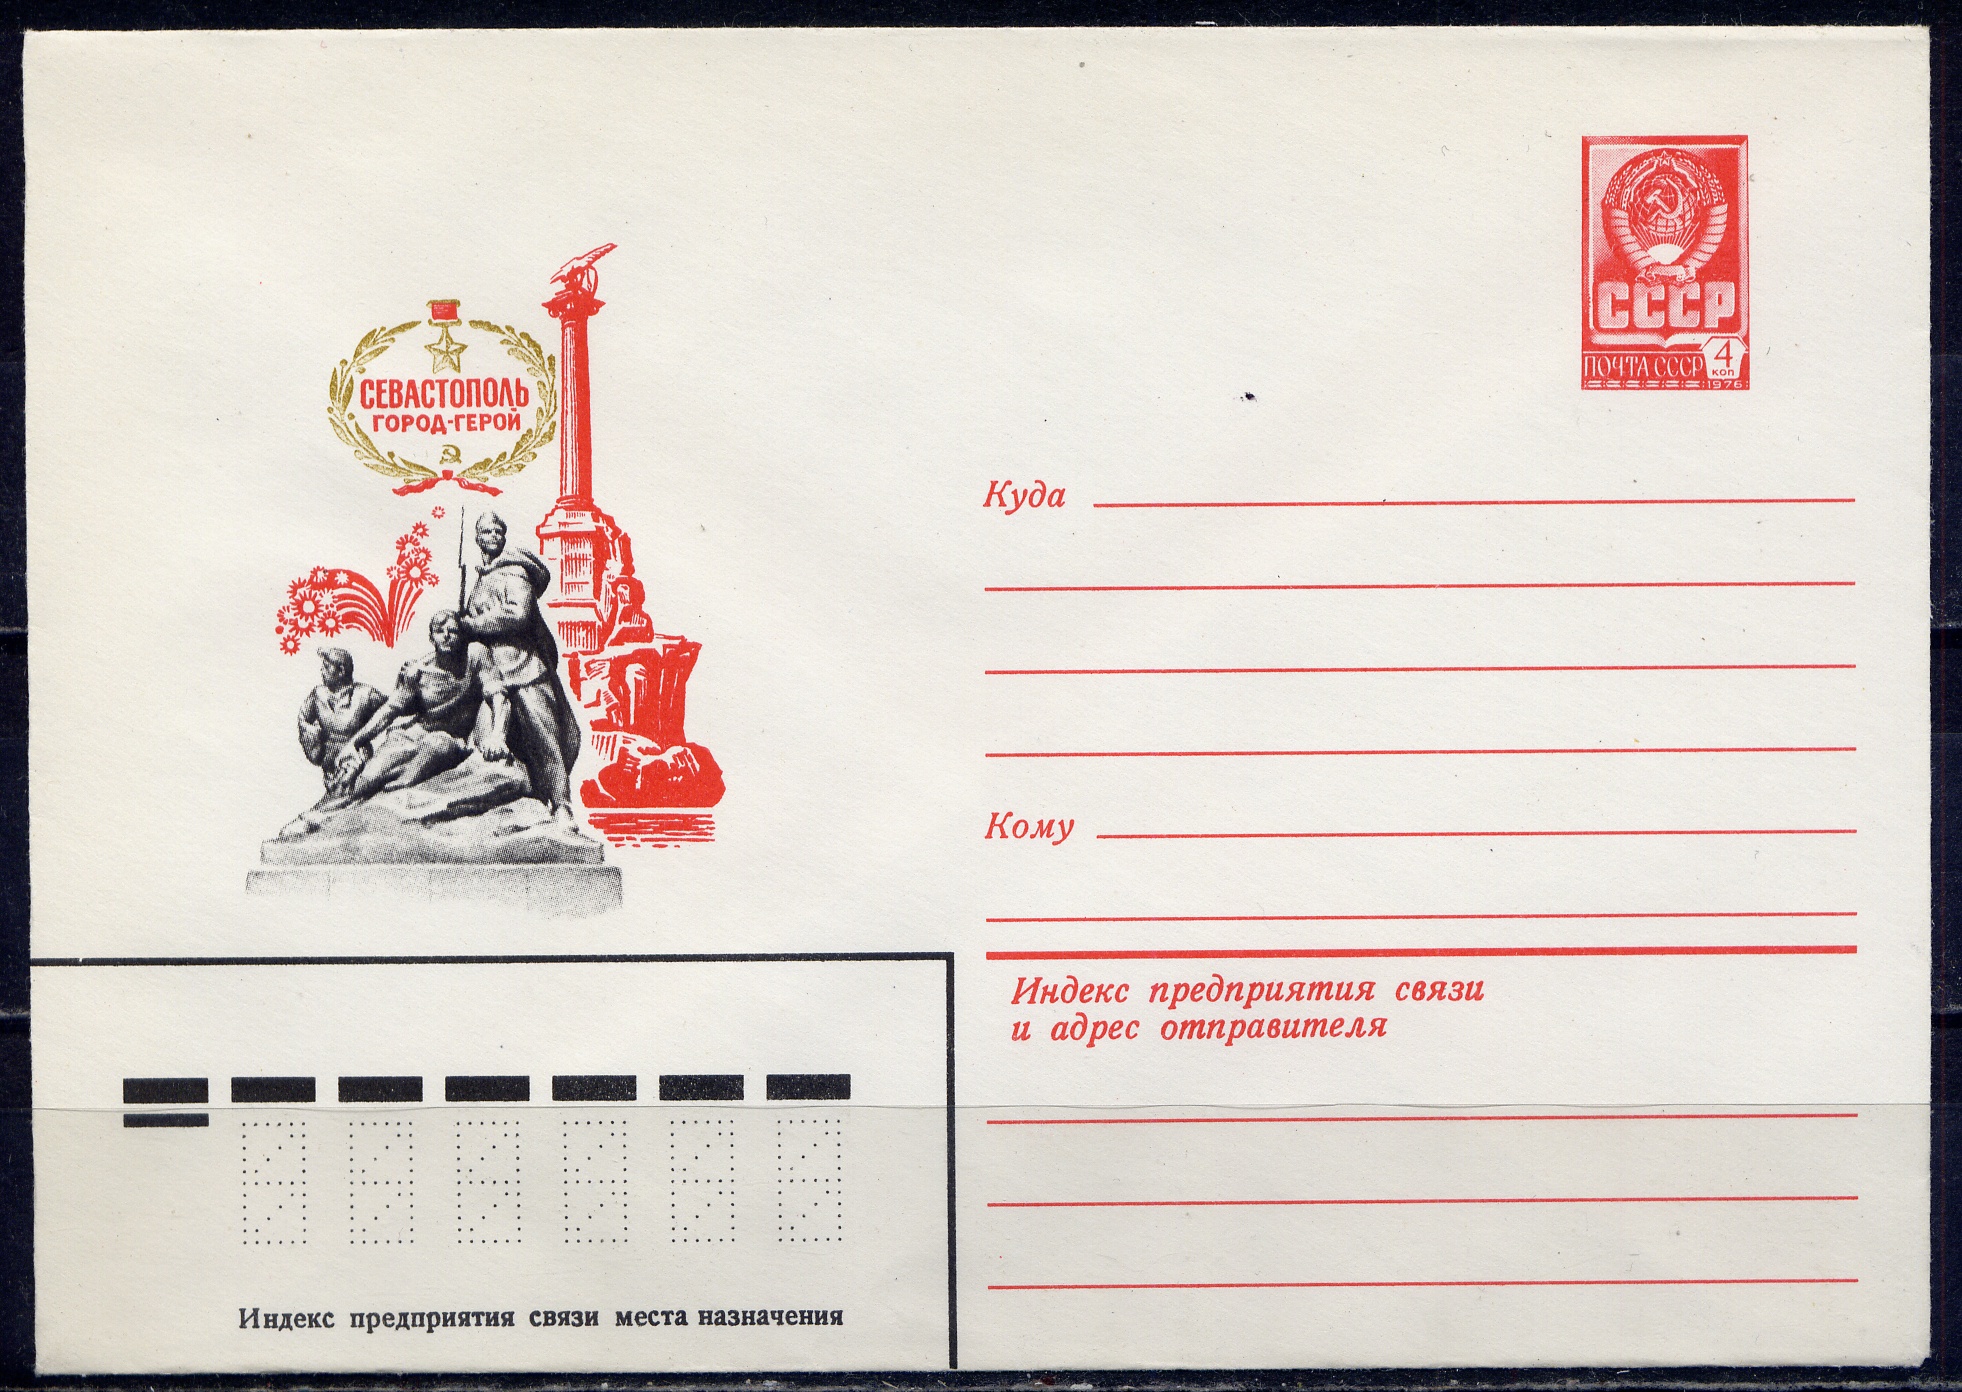 СЕВАСТОПОЛЬ
ГОРОД-ГЕРОЙ
СССР
ПОЧТА СССР 4 коп
1976
Куда
Кому
Индекс предприятия связи
и адрес отправителя
Индекс предприятия связи места назначения